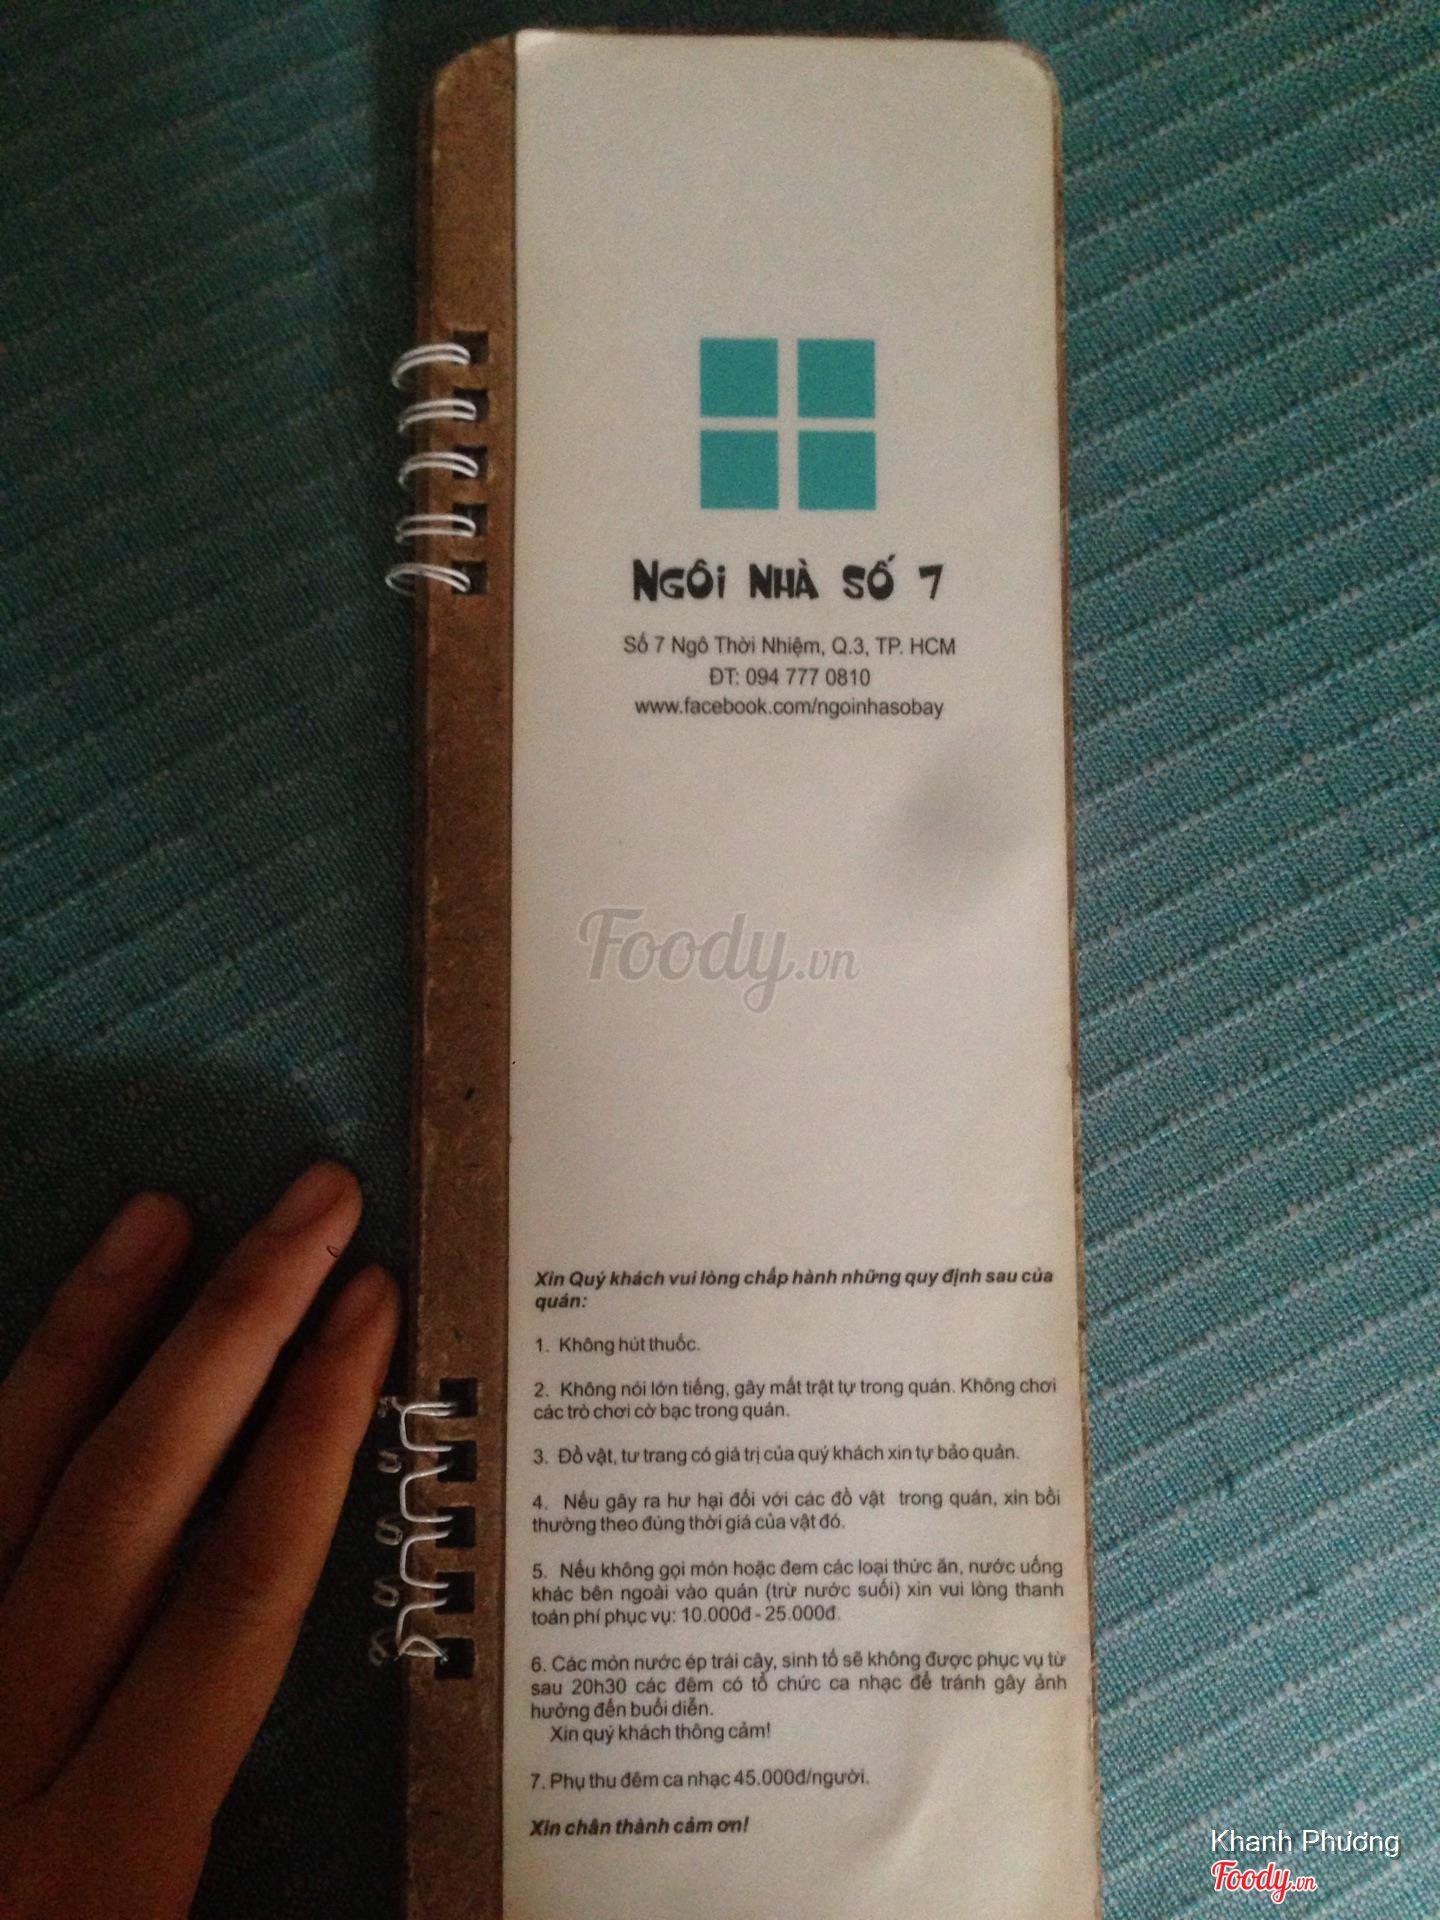 NGÔI NHÀ SỐ 7
Số 7 Ngô Thời Nhiệm, Q.3, TP. HCM
ĐT: 094 777 0810
www.facebook.com/ngoinhasobay
Foody.vn
Xin Quý khách vui lòng chấp hành những quy định sau của
quán:
1. Không hút thuốc.
2. Không nói lớn tiếng, gây mất trật tự trong quán. Không chơi
các trò chơi cờ bạc trong quán.
3. Đồ vật, tư trang có giá trị của quý khách xin tự bảo quản.
4. Nếu gây ra hư hại đối với các đồ vật trong quán, xin bồi
thường theo đúng thời giá của vật đó.
5. Nếu không gọi món hoặc đem các loại thức ăn, nước uống
khác bên ngoài vào quán (trừ nước suối) xin vui lòng thanh
toán phí phục vụ: 10.000đ - 25.000đ.
6. Các món nước ép trái cây, sinh tố sẽ không được phục vụ từ
sau 20h30 các đêm có tổ chức ca nhạc để tránh gây ảnh
hưởng đến buổi diễn.
Xin quý khách thông cảm!
7. Phụ thu đêm ca nhạc 45.000đ/người.
Xin chân thành cảm ơn!
Khanh Phương
Foody.vn